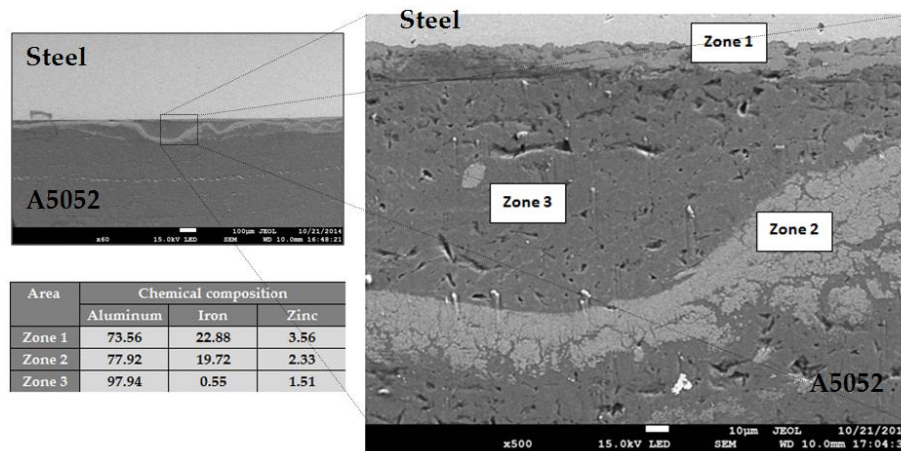 Steel
A5052
100µm JEOL 10/21/2014
x60 15.0kV LED SEM WD 10.0mm 16:48:21
Area Chemical composition
Aluminum Iron Zinc
Zone 1 73.56 22.88 3.56
Zone 2 77.92 19.72 2.33
Zone 3 97.94 0.55 1.51
Steel
Zone 1
Zone 3
Zone 2
A5052
10µm JEOL 10/21/201
x500 15.0kV LED SEM WD 10.0mm 17:04:3